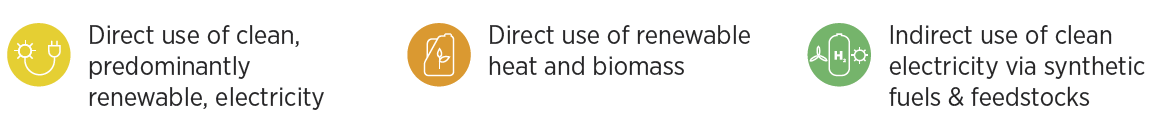 Direct use of clean,
predominantly
renewable, electricity
Direct use of renewable
heat and biomass
H₂
Indirect use of clean
electricity via synthetic
fuels & feedstocks